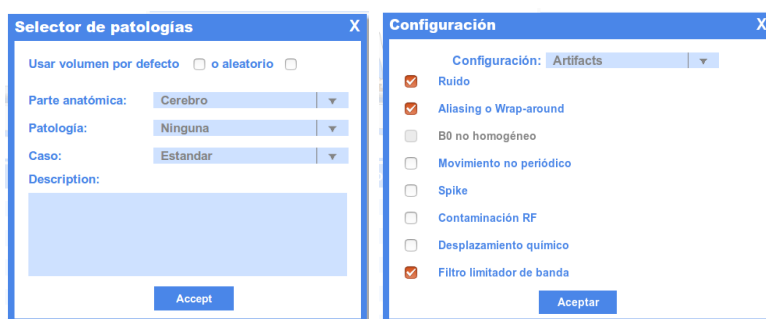 Selector de patologías X
Usar volumen por defecto o aleatorio
Parte anatómica: Cerebro
Patología: Ninguna
Caso: Estandar
Description:
Accept
Configuración X
Configuración: Artifacts
Ruido
Aliasing o Wrap-around
B0 no homogéneo
Movimiento no periódico
Spike
Contaminación RF
Desplazamiento químico
Filtro limitador de banda
Aceptar